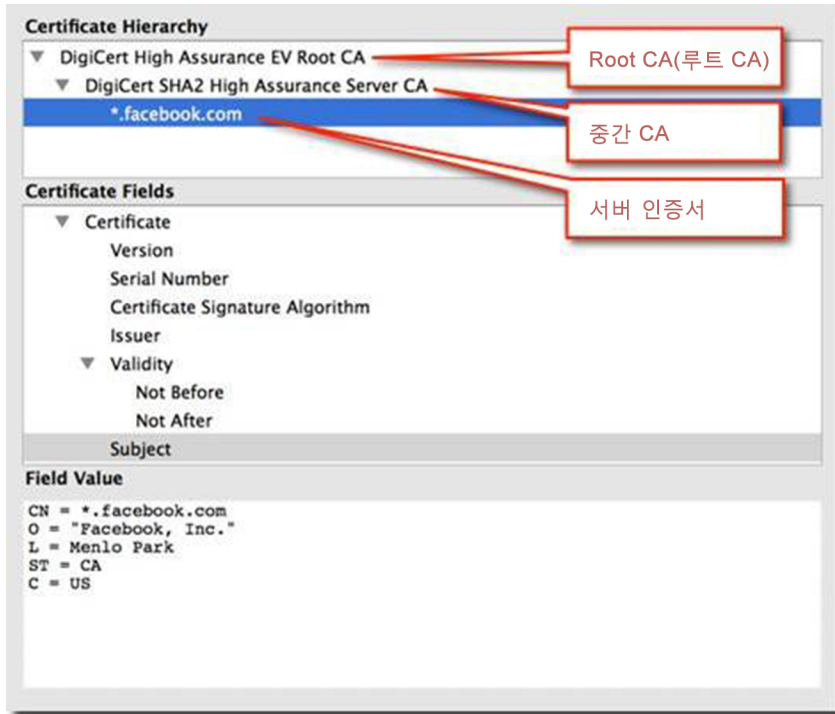 Certificate Hierarchy
DigiCert High Assurance EV Root CA
Root CA(루트 CA)
DigiCert SHA2 High Assurance Server CA
중간 CA
*.facebook.com
서버 인증서
Certificate Fields
Certificate
Version
Serial Number
Certificate Signature Algorithm
Issuer
Validity
Not Before
Not After
Subject
Field Value
CN = *.facebook.com
O = "Facebook, Inc."
L = Menlo Park
ST = CA
C = US